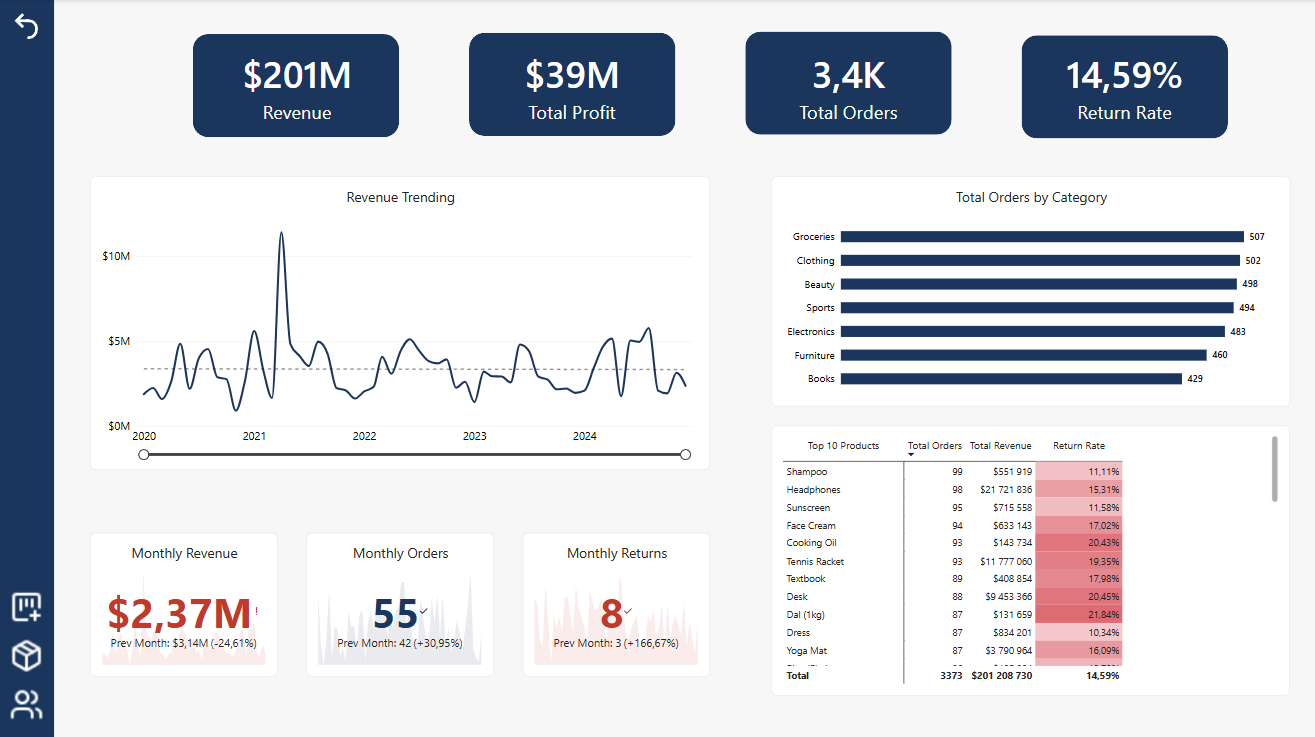 $201M
Revenue
$39M
Total Profit
3,4K
Total Orders
14,59%
Return Rate
Revenue Trending
$10M
$5M
$0M
2020 2021 2022 2023 2024
Total Orders by Category
Groceries 507
Clothing 502
Beauty 498
Sports 494
Electronics 483
Furniture 460
Books 429
Top 10 Products Total Orders Total Revenue Return Rate
Shampoo 99 $551 919 11,11%
Headphones 98 $21 721 836 15,31%
Sunscreen 95 $715 558 11,58%
Face Cream 94 $633 143 17,02%
Cooking Oil 93 $143 734 20,43%
Tennis Racket 93 $11 777 060 19,35%
Textbook 89 $408 854 17,98%
Desk 88 $9 453 366 20,45%
Dal (1kg) 87 $131 659 21,84%
Dress 87 $834 201 10,34%
Yoga Mat 87 $3 790 964 16,09%
Total 3373 $201 208 730 14,59%
Monthly Revenue
$2,37M!
Prev Month: $3,14M (-24,61%)
Monthly Orders
55✓
Prev Month: 42 (+30,95%)
Monthly Returns
8✓
Prev Month: 3 (+166,67%)